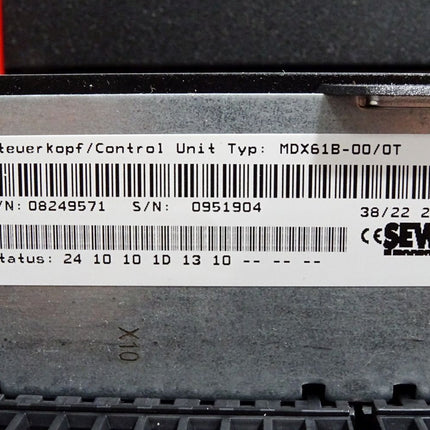 teuerkopf/Control Unit Typ: MDX61B-00/0T
/N: 08249571 S/N: 0951904
38/22 2
CE SEW
tatus: 24 10 10 1D 13 10 -- -- --
X10